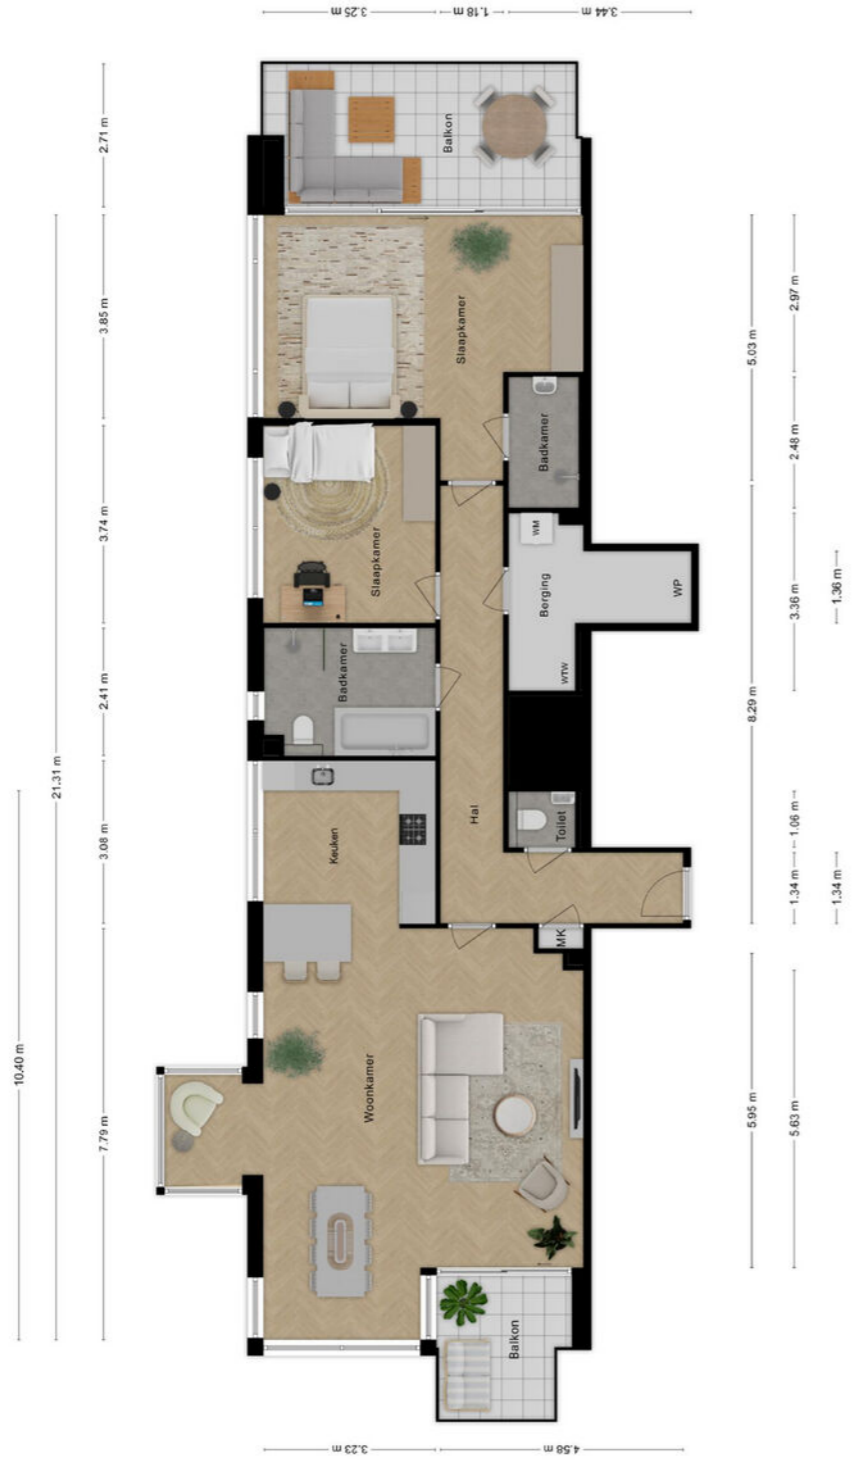 3.25 m
1.18 m
3.44 m
2.71 m
Balkon
3.85 m
Slaapkamer
5.03 m
2.97 m
Badkamer
2.48 m
3.74 m
Slaapkamer
WM
Berging
WP
WTW
3.36 m
1.36 m
2.41 m
Badkamer
8.29 m
21.31 m
3.08 m
Keuken
Hal
Toilet
1.06 m
1.34 m
1.34 m
MK
10.40 m
7.79 m
Woonkamer
5.95 m
5.63 m
Balkon
3.23 m
4.58 m